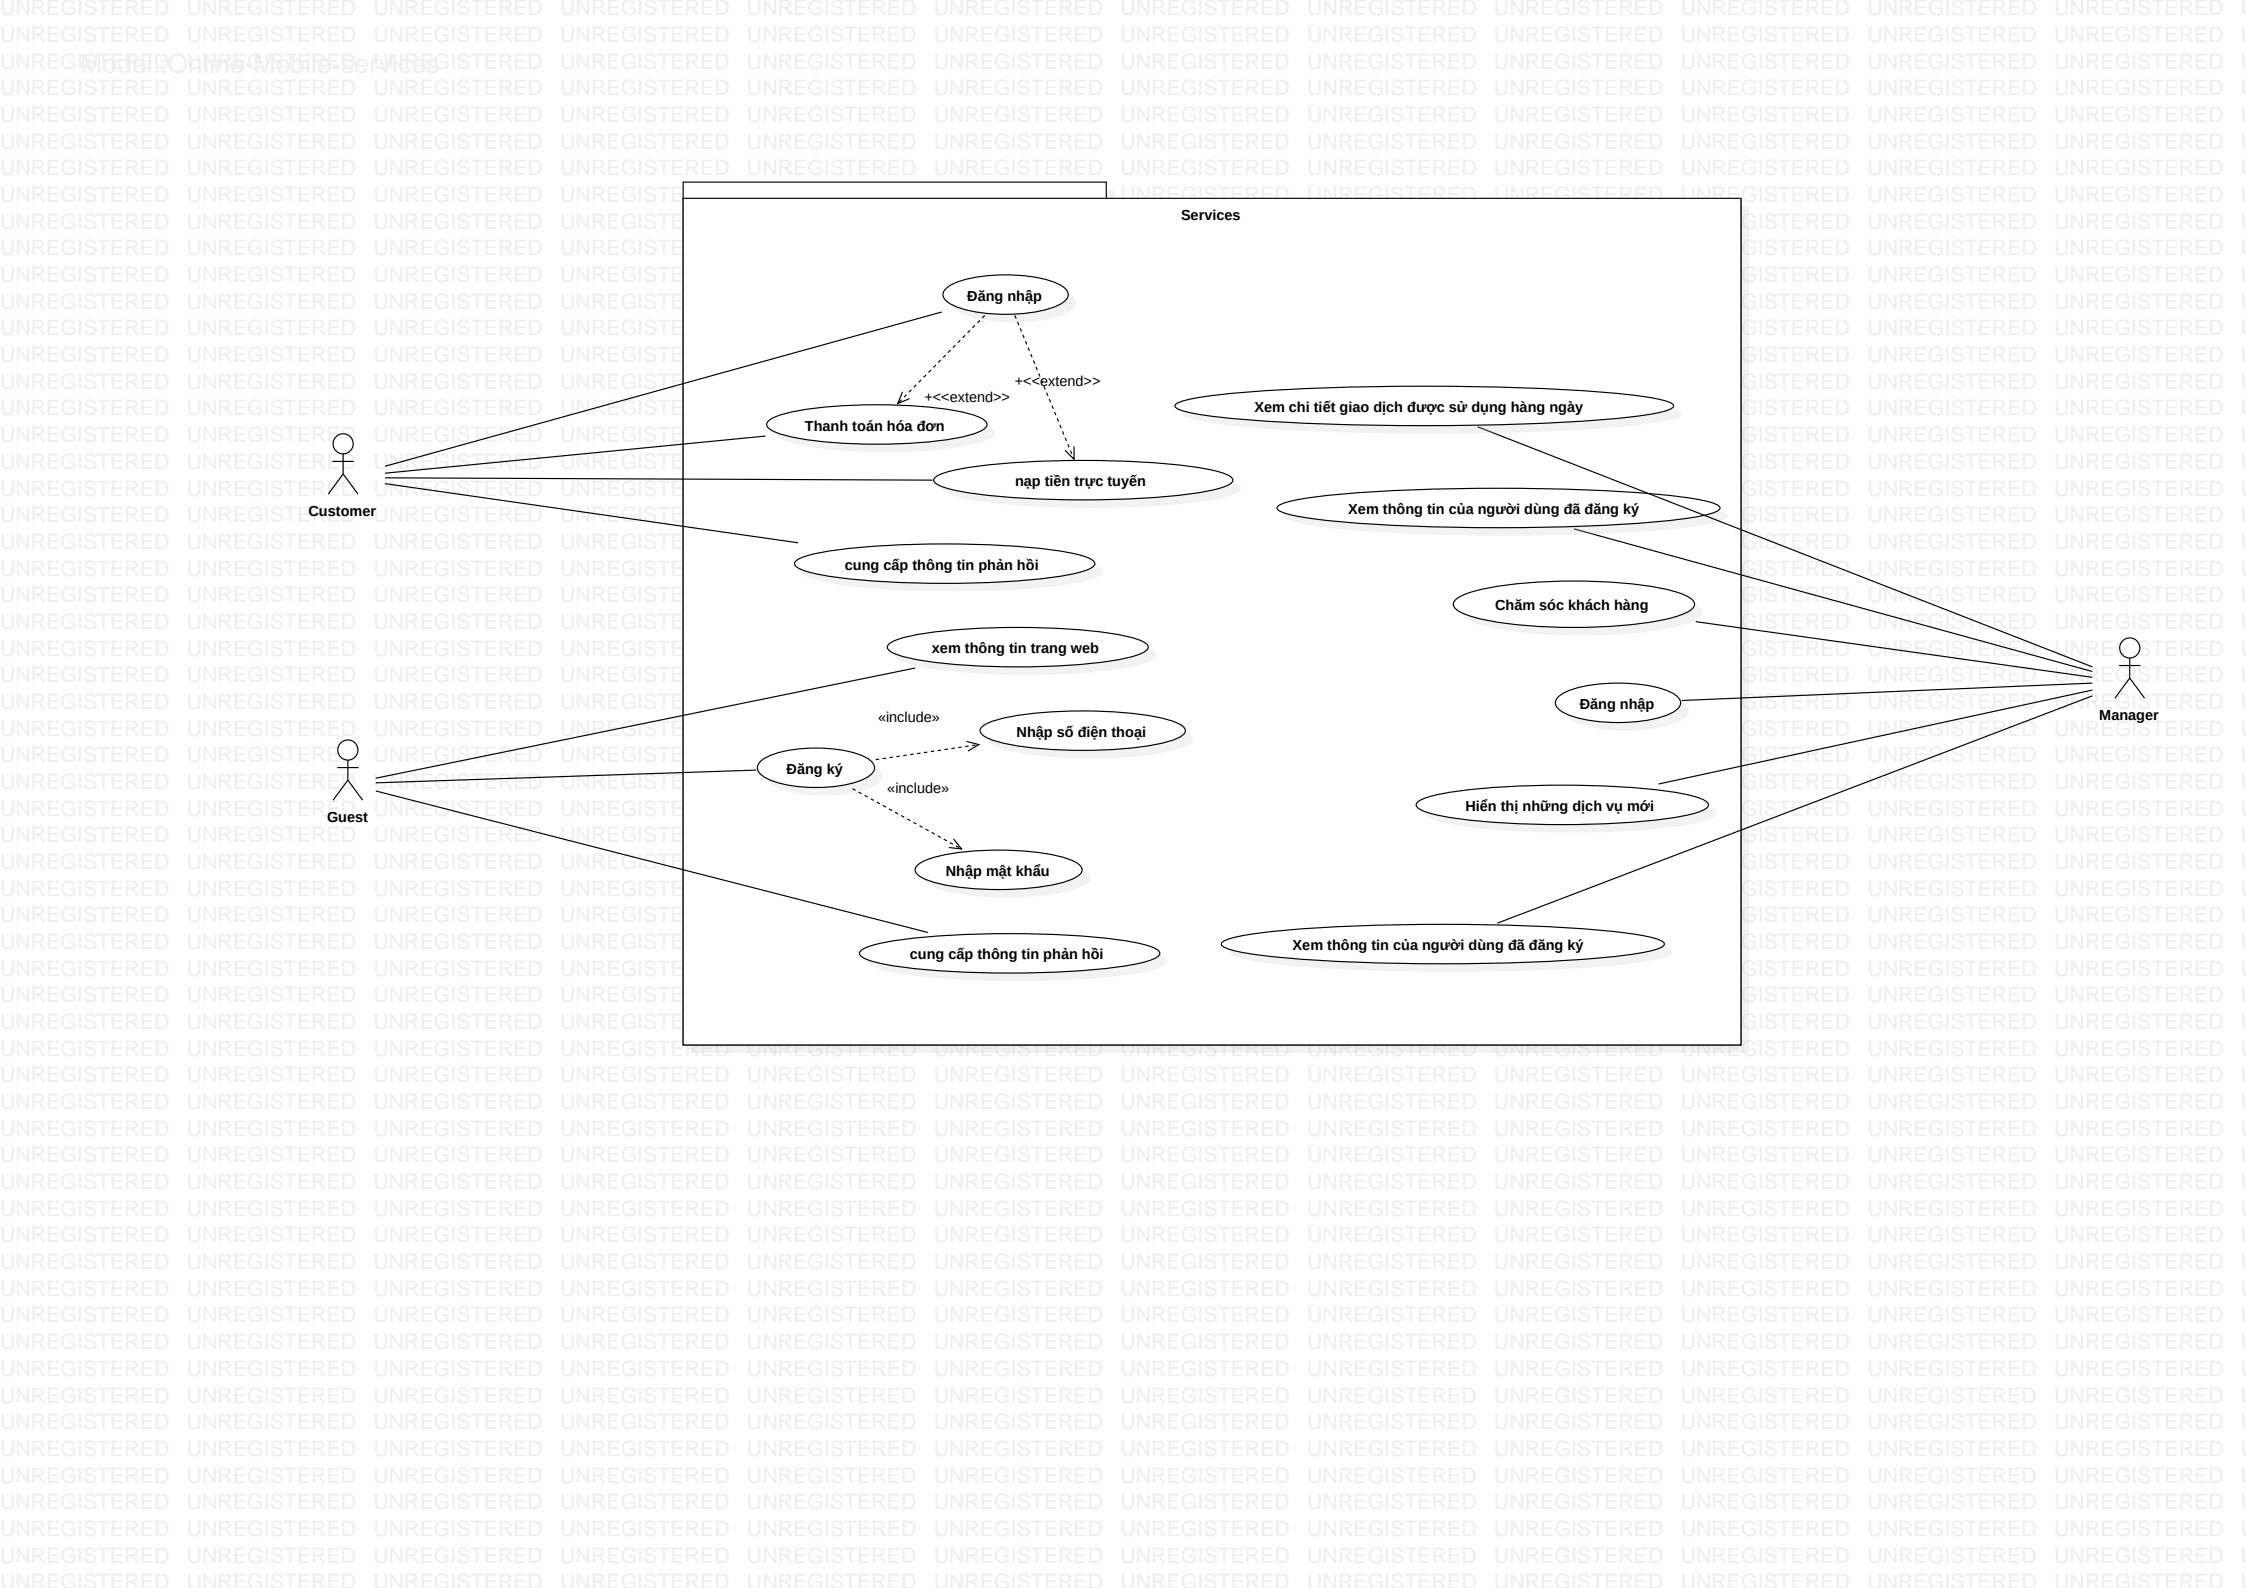 Model::Online-Mobile-services
Services
Đăng nhập
+<<extend>>
+<<extend>>
Thanh toán hóa đơn
nạp tiền trực tuyến
cung cấp thông tin phản hồi
Customer
xem thông tin trang web
«include»
Nhập số điện thoại
Đăng ký
«include»
Nhập mật khẩu
cung cấp thông tin phản hồi
Guest
Xem chi tiết giao dịch được sử dụng hàng ngày
Xem thông tin của người dùng đã đăng ký
Chăm sóc khách hàng
Đăng nhập
Hiển thị những dịch vụ mới
Xem thông tin của người dùng đã đăng ký
Manager
UNREGISTERED